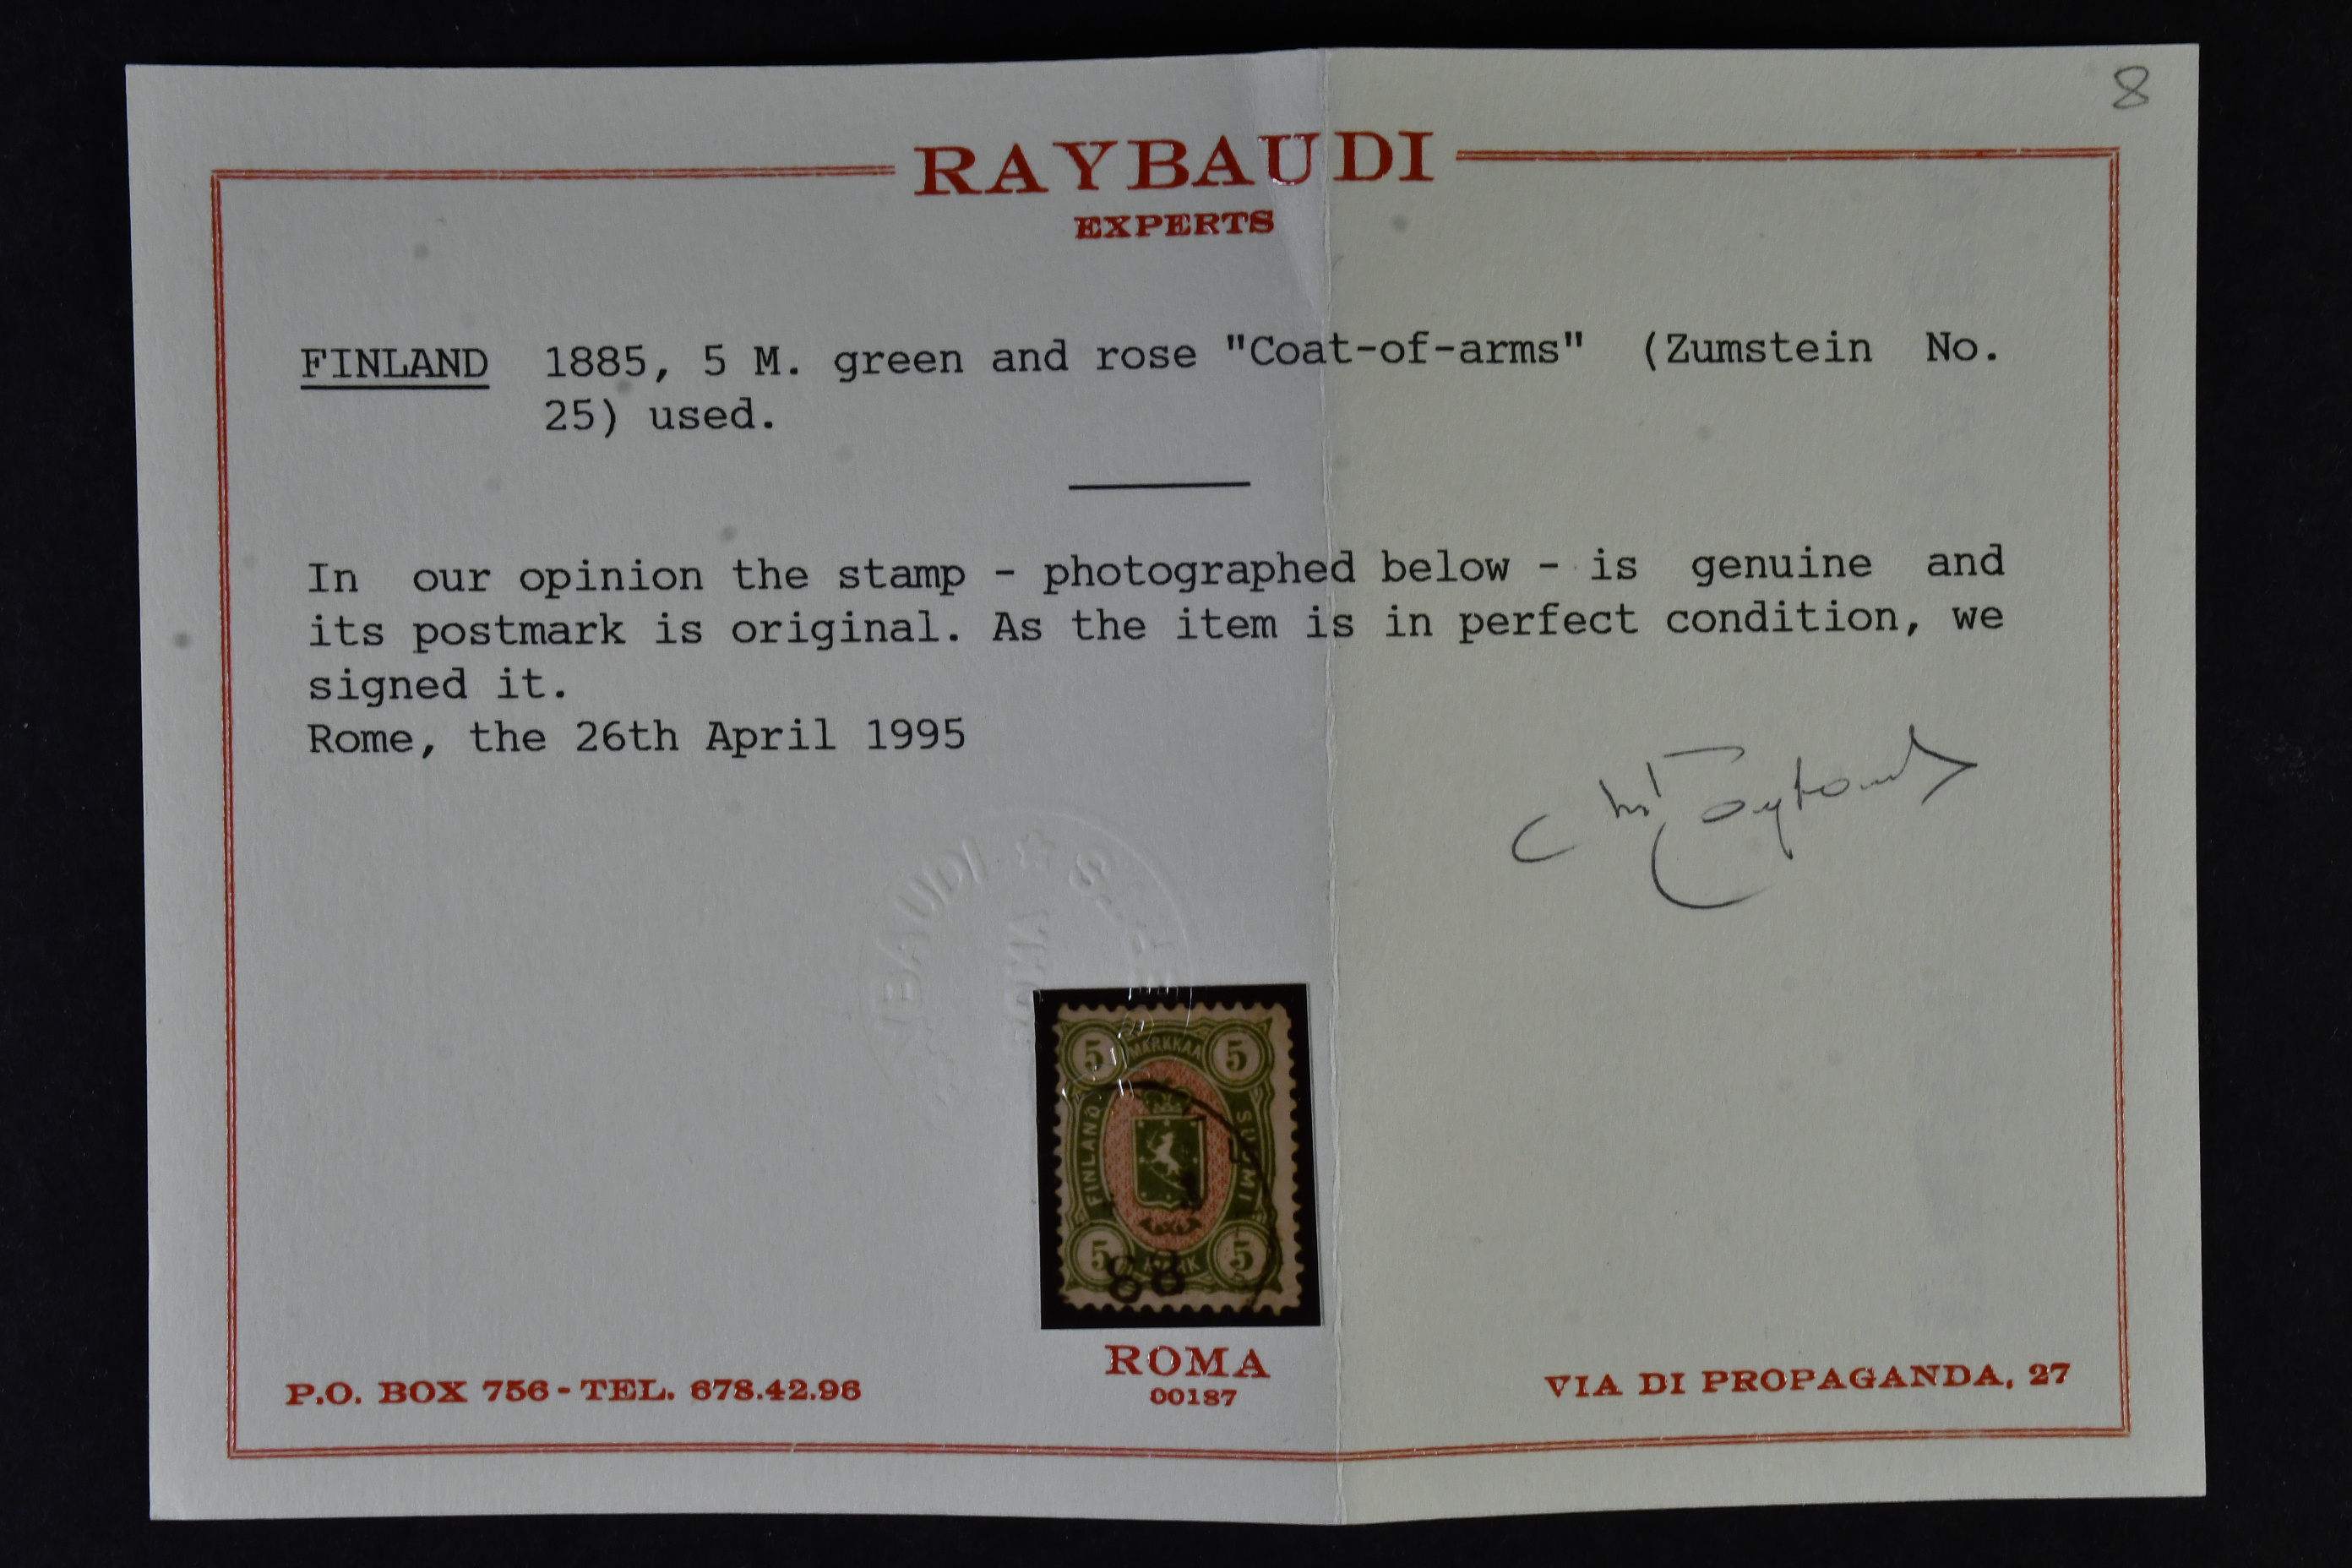 8
RAYBAUDI
EXPERTS
FINLAND 1885, 5 M. green and rose "Coat-of-arms" (Zumstein No.
25) used.
In our opinion the stamp - photographed below - is genuine and
its postmark is original. As the item is in perfect condition, we
signed it.
Rome, the 26th April 1995
5 MARKKAA 5
FINLAND
SUOMI
5 5
88
ROMA
00187
P.O. BOX 756 - TEL. 678.42.96
VIA DI PROPAGANDA, 27